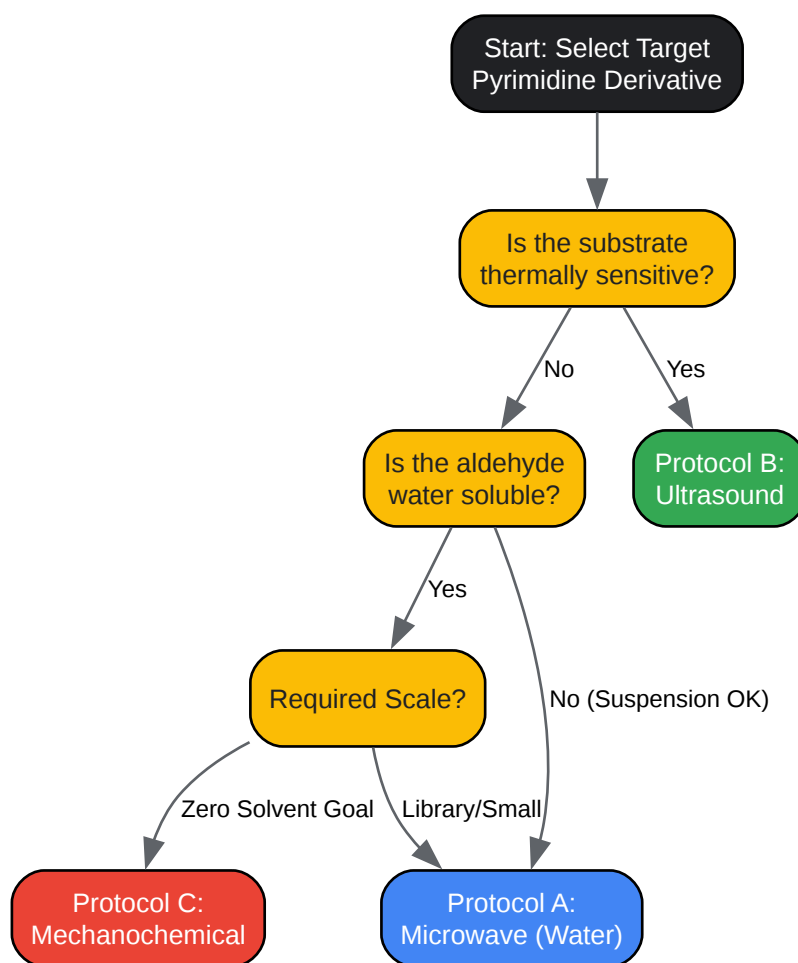 Start: Select Target
Pyrimidine Derivative
Is the substrate
thermally sensitive?
No
Yes
Is the aldehyde
water soluble?
Protocol B:
Ultrasound
Yes
Required Scale?
No (Suspension OK)
Zero Solvent Goal
Library/Small
Protocol C:
Mechanochemical
Protocol A:
Microwave (Water)